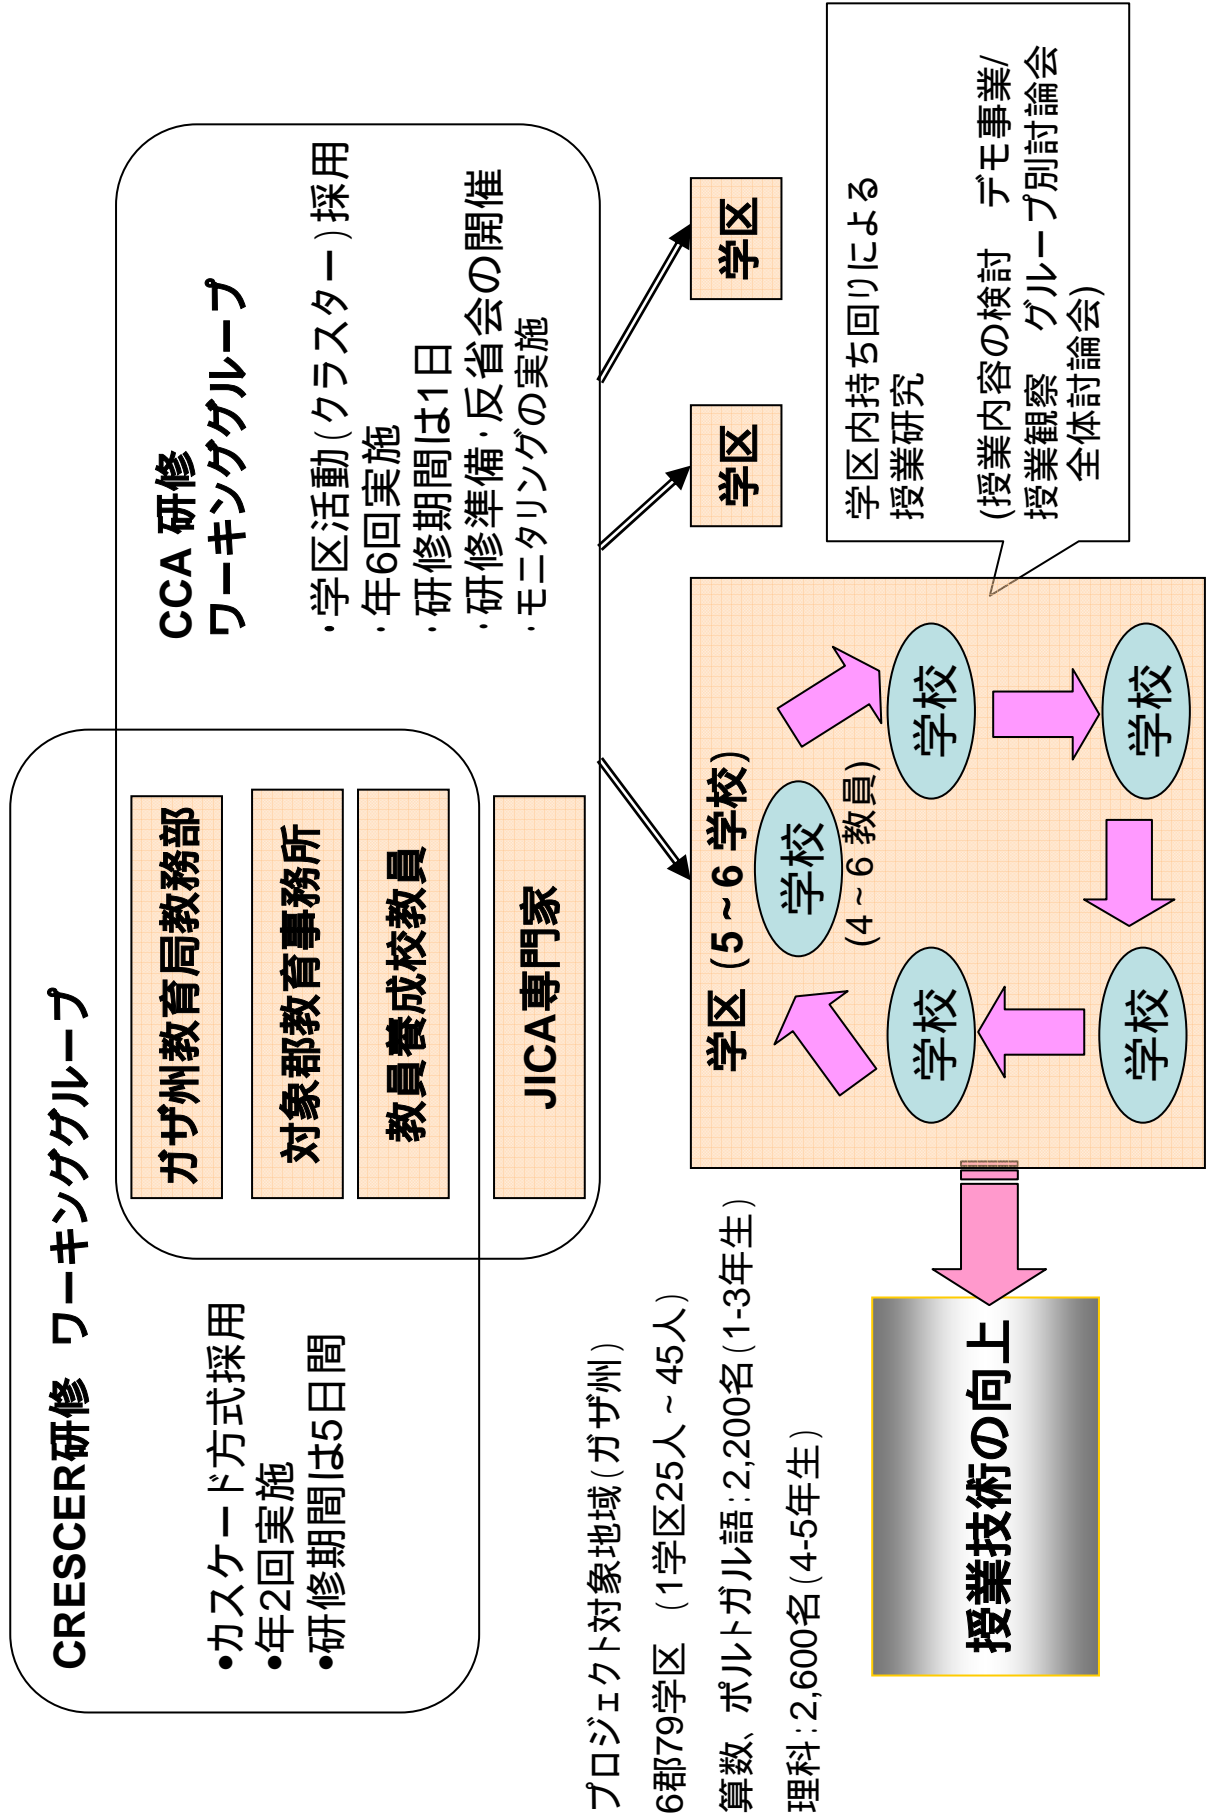 CRESCER研修　ワーキンググループ
•カスケード方式採用
•年2回実施
•研修期間は5日間
ガザ州教育局教務部
対象郡教育事務所
教員養成校教員
JICA専門家
CCA 研修
ワーキンググループ
・学区活動(クラスター)採用
・年6回実施
・研修期間は1日
・研修準備・反省会の開催
・モニタリングの実施
プロジェクト対象地域(ガザ州)
6郡79学区　(1学区25人～45人)
算数、ポルトガル語:2,200名(1-3年生)
理科:2,600名(4-5年生)
授業技術の向上
学区 (5～6 学校)
学校
(4～6 教員)
学校
学校
学校
学校
学区
学区
学区内持ち回りによる
授業研究
(授業内容の検討　デモ事業/
授業観察　グループ別討論会
全体討論会)